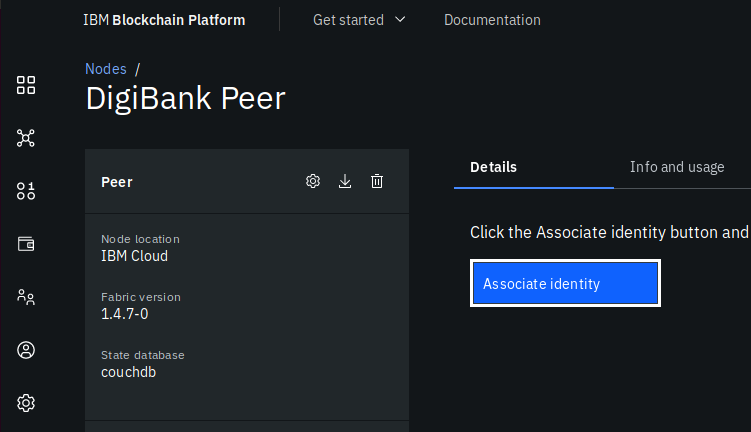 IBM Blockchain Platform Get started Documentation
Nodes /
DigiBank Peer
Peer
Details Info and usage
Node location
IBM Cloud
Fabric version
1.4.7-0
State database
couchdb
Click the Associate identity button and
Associate identity